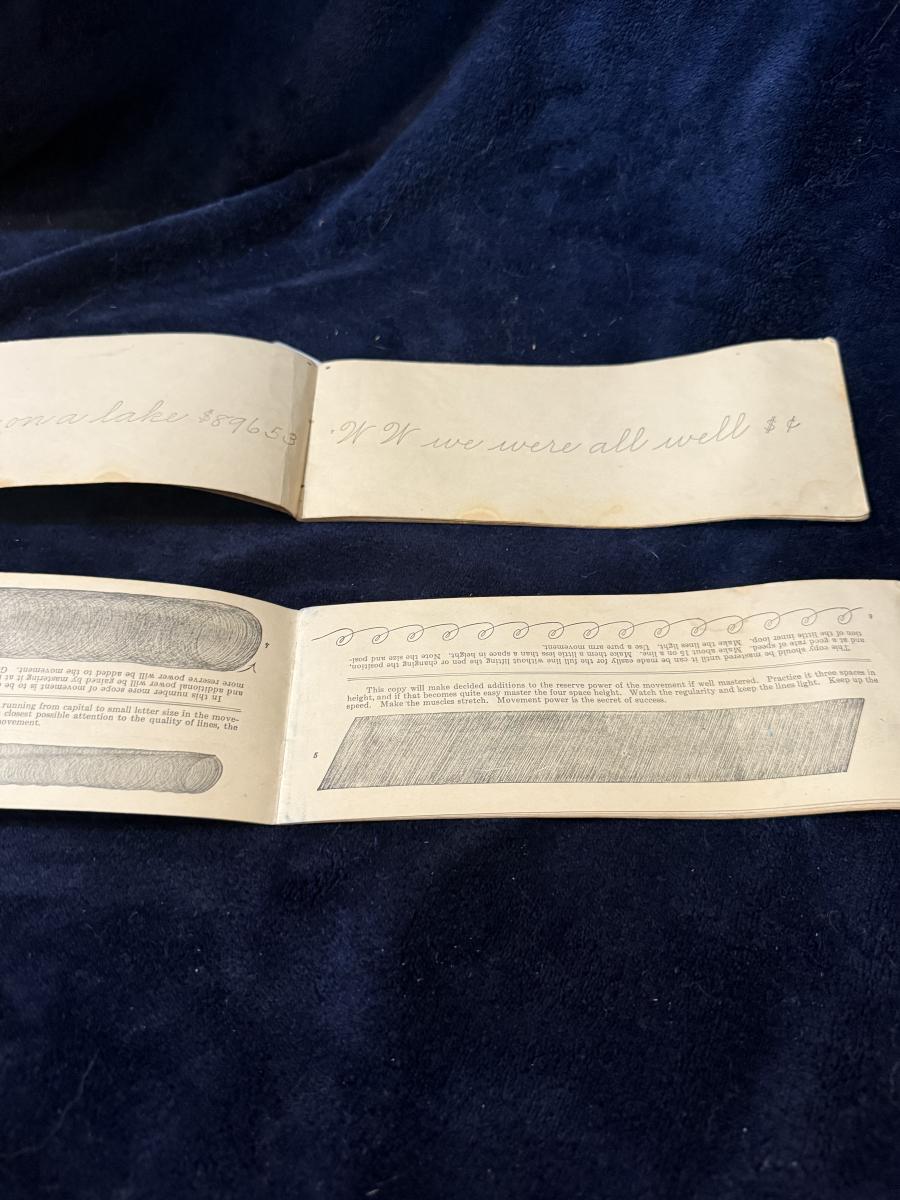 on a lake $89653
W W we were all well $ ¢
4
In this number more scope of movement is to be
and additional power will be gained by mastering it at
more reserve power will be added to the movement.
running from capital to small letter size in the move-
closest possible attention to the quality of lines, the
6
This copy should be mastered until it can be made easily for the full line without lifting the pen or changing the position,
and at a good rate of speed. Make about 15 on a line. Make them a little less than a space in height. Note the size and posi-
tion of the little inner loop. Make the lines light. Use a pure arm movement.
This copy will make decided additions to the reserve power of the movement if well mastered. Practice it three spaces in
height, and if that becomes quite easy master the four space height. Watch the regularity and keep the lines light. Keep up the
speed. Make the muscles stretch. Movement power is the secret of success.
5